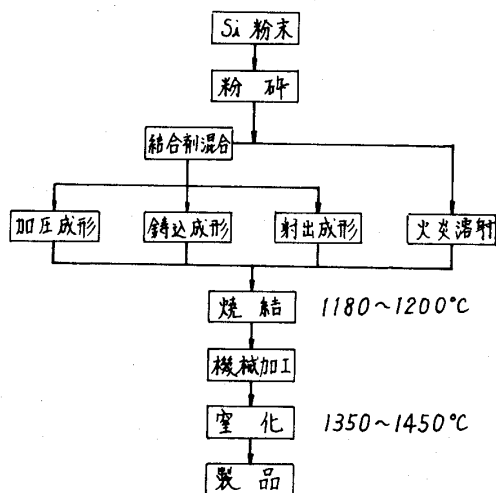 Si 粉末
粉砕
結合剤混合
加圧成形 鋳込成形 射出成形 火炎溶射
焼結 1180~1200°C
機械加工
窒化 1350~1450°C
製品